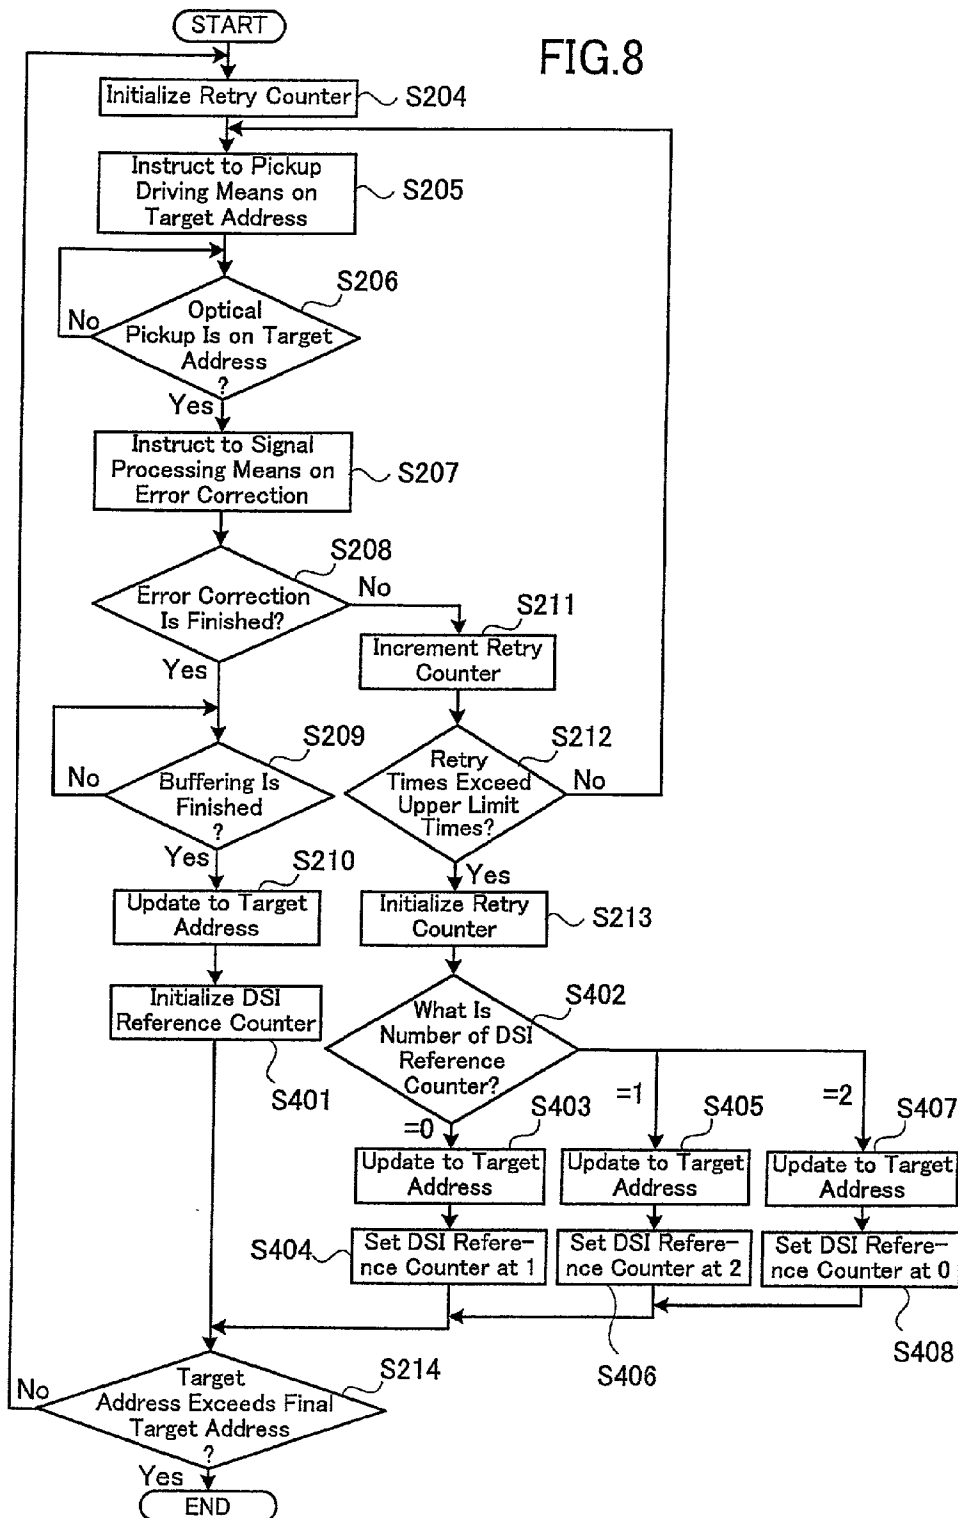 START
FIG.8
Initialize Retry Counter
S204
Instruct to Pickup
Driving Means on
Target Address
S205
S206
No
Optical
Pickup Is on Target
Address
?
Yes
Instruct to Signal
Processing Means on
Error Correction
S207
S208
No
Error Correction
Is Finished?
S211
Yes
Increment Retry
Counter
S209
S212
No
Buffering Is
Finished
?
Retry
Times Exceed
Upper Limit
Times?
No
Yes
S210
Yes
Update to Target
Address
Initialize Retry
Counter
S213
Initialize DSI
Reference Counter
S401
What Is
Number of DSI
Reference
Counter?
S402
=0
S403
=1
S405
=2
S407
Update to Target
Address
Update to Target
Address
Update to Target
Address
S404
Set DSI Refere-
nce Counter at 1
Set DSI Refere-
nce Counter at 2
Set DSI Refere-
nce Counter at 0
S406
S408
S214
No
Target
Address Exceeds Final
Target Address
?
Yes
END